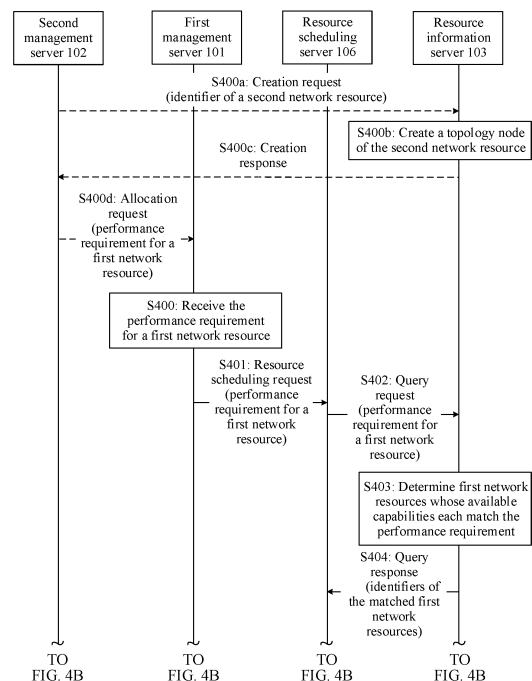 Second
management
server 102
First
management
server 101
Resource
scheduling
server 106
Resource
information
server 103
S400a: Creation request
(identifier of a second network resource)
S400b: Create a topology node
of the second network resource
S400c: Creation
response
S400d: Allocation
request
(performance
requirement for a
first network
resource)
S400: Receive the
performance requirement
for a first network resource
S401: Resource
scheduling request
(performance
requirement for a
first network
resource)
S402: Query
request
(performance
requirement for
a first network
resource)
S403: Determine first network
resources whose available
capabilities each match the
performance requirement
S404: Query
response
(identifiers of
the matched first
network
resources)
TO
FIG. 4B
TO
FIG. 4B
TO
FIG. 4B
TO
FIG. 4B